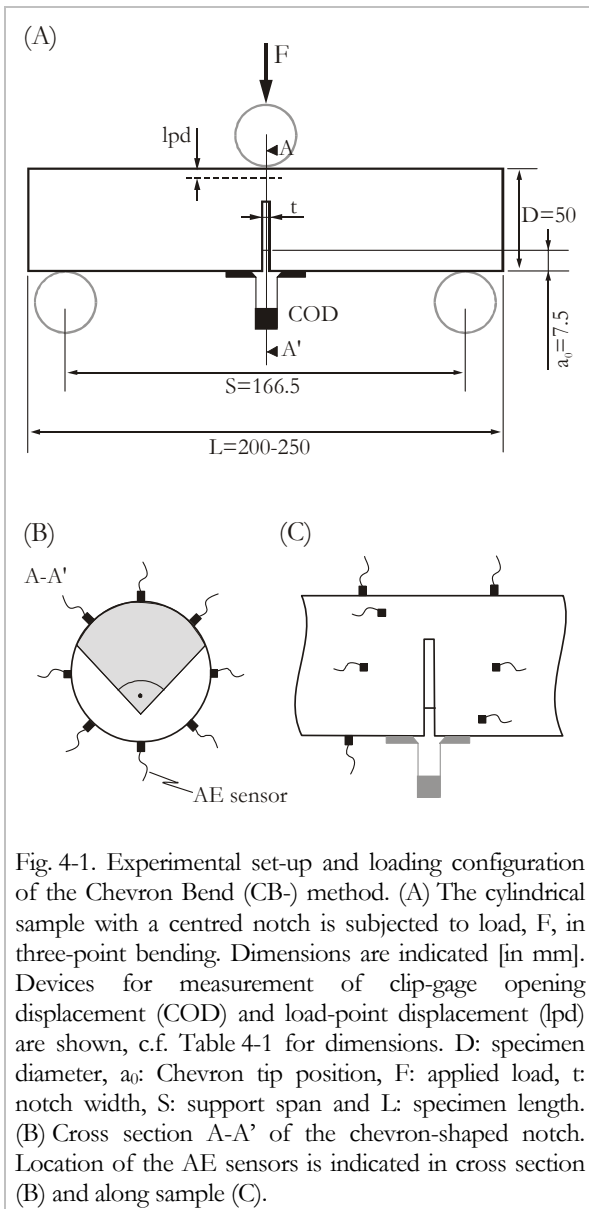 (A)
F
lpd
A
t
D=50
COD
a₀=7.5
A'
S=166.5
L=200-250
(B)
(C)
A-A'
AE sensor
Fig. 4-1. Experimental set-up and loading configuration
of the Chevron Bend (CB-) method. (A) The cylindrical
sample with a centred notch is subjected to load, F, in
three-point bending. Dimensions are indicated [in mm].
Devices for measurement of clip-gage opening
displacement (COD) and load-point displacement (lpd)
are shown, c.f. Table 4-1 for dimensions. D: specimen
diameter, a₀: Chevron tip position, F: applied load, t:
notch width, S: support span and L: specimen length.
(B) Cross section A-A’ of the chevron-shaped notch.
Location of the AE sensors is indicated in cross section
(B) and along sample (C).